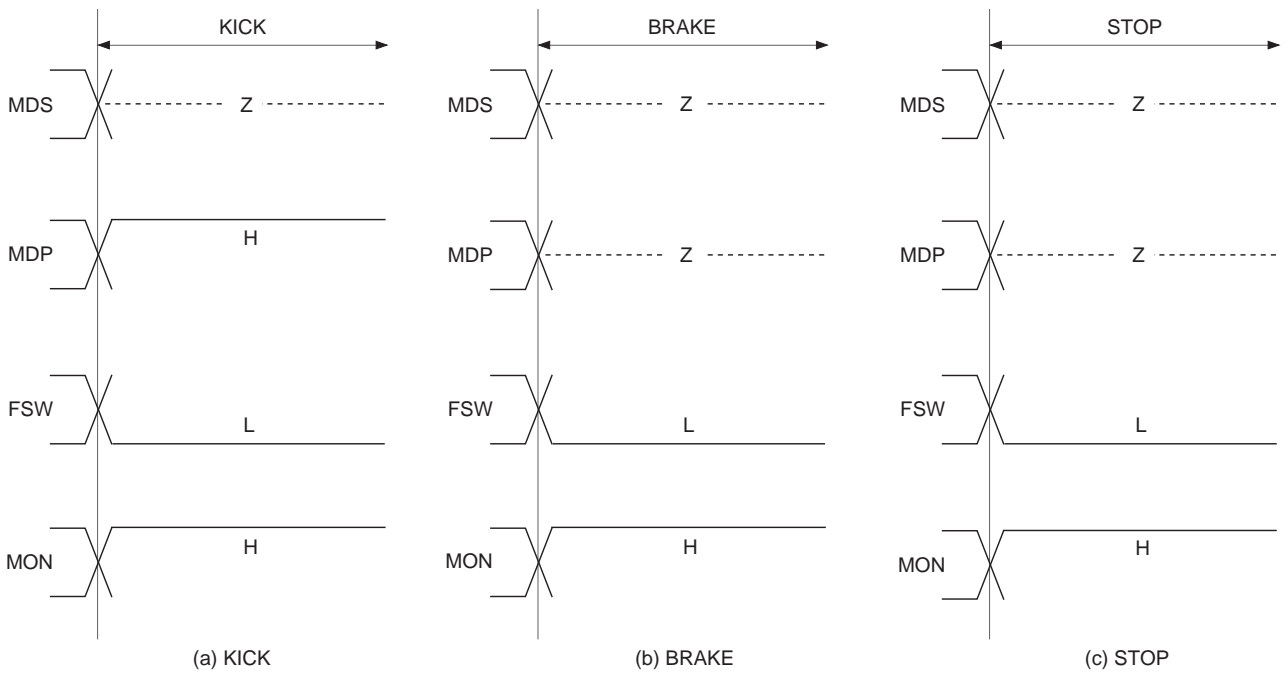 KICK
MDS
Z
MDP
H
FSW
L
MON
H
(a) KICK
BRAKE
MDS
Z
MDP
Z
FSW
L
MON
H
(b) BRAKE
STOP
MDS
Z
MDP
Z
FSW
L
MON
H
(c) STOP